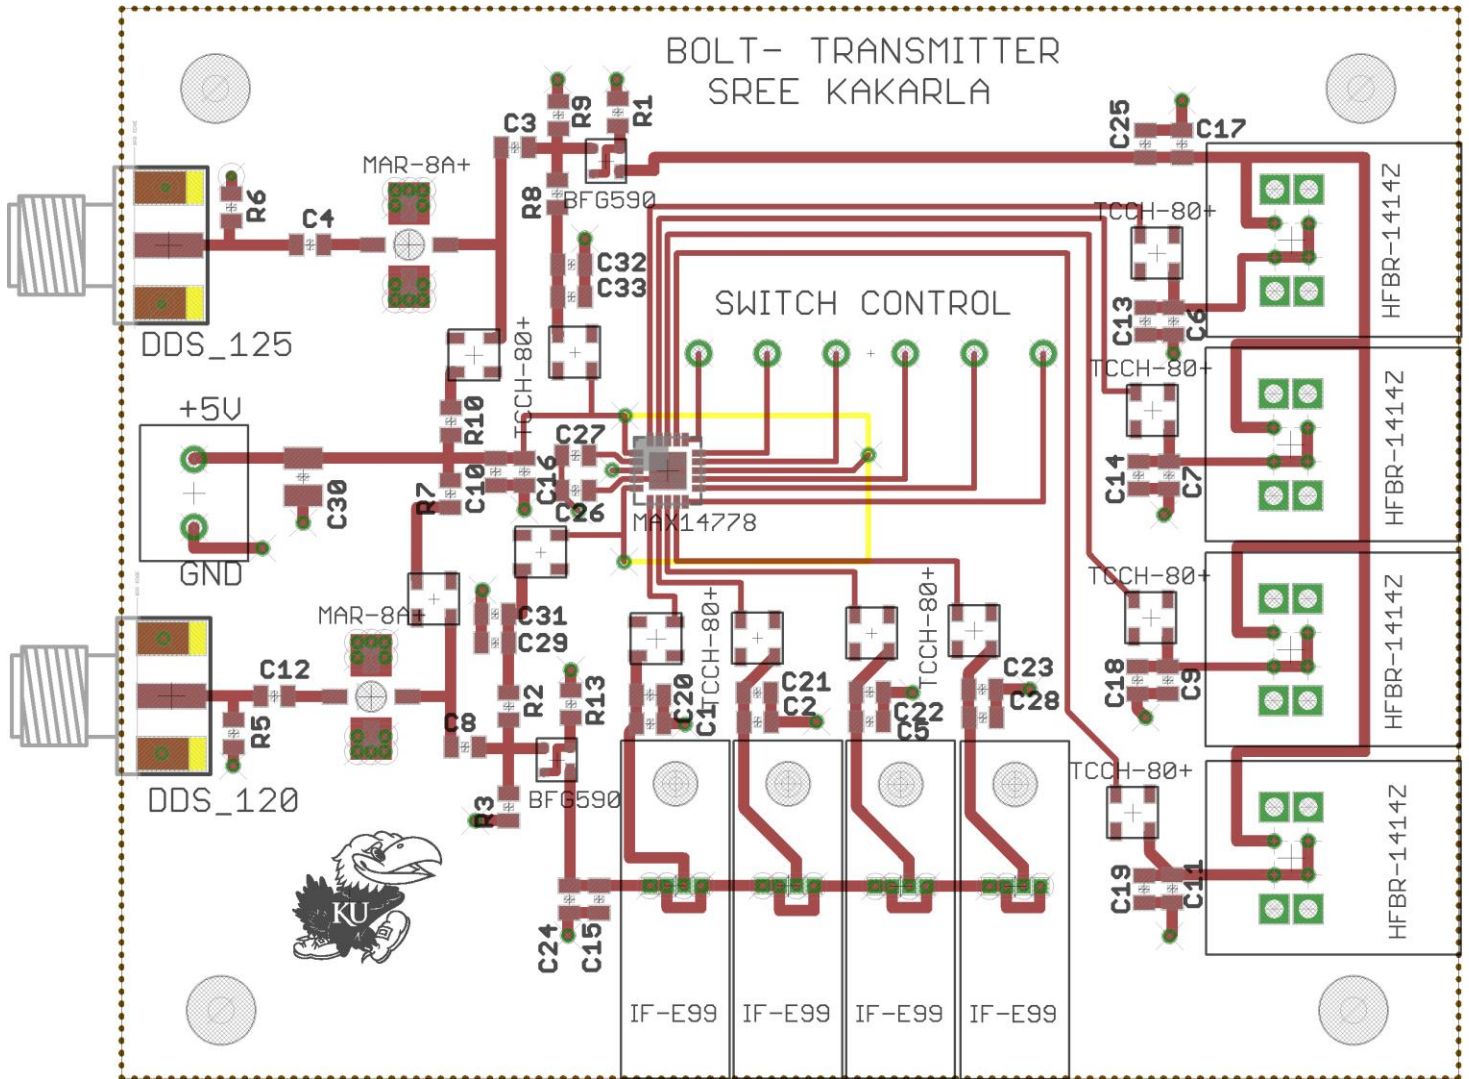 BOLT- TRANSMITTER
SREE KAKARLA
C3
R9
R1
C25
C17
MAR-8A+
BFG590
R6
C4
R8
C32
C33
TCCH-80+
HFBR-1414Z
DDS_125
SWITCH CONTROL
C13
C6
TCCH-80+
TCCH-80+
HFBR-1414Z
+5V
R10
C27
C10
C16
C26
C30
R7
MAX14778
C14
C7
GND
TCCH-80+
TCCH-80+
HFBR-1414Z
MAR-8A+
C31
C29
C12
R5
C8
R2
R13
C20
C1
TCCH-80+
C21
C2
C22
C5
C23
C28
C18
C9
TCCH-80+
HFBR-1414Z
DDS_120
R3
BFG590
KU
C24
C15
C19
C11
IF-E99
IF-E99
IF-E99
IF-E99